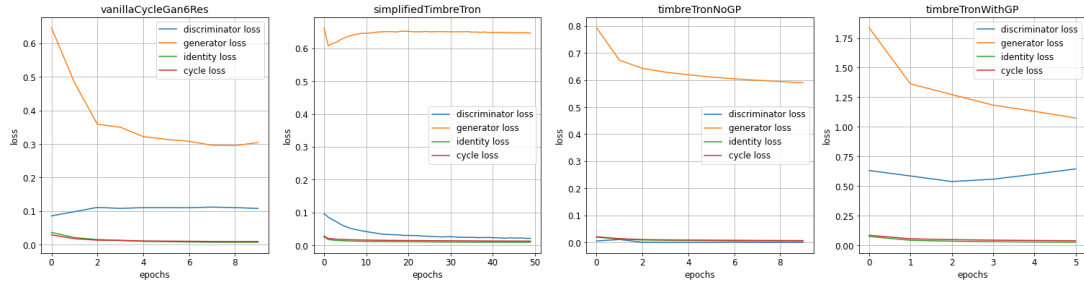 vanillaCycleGan6Res
loss
0.6
0.5
0.4
0.3
0.2
0.1
0.0
discriminator loss
generator loss
identity loss
cycle loss
0 2 4 6 8
epochs
simplifiedTimbeTron
loss
0.6
0.5
0.4
0.3
0.2
0.1
0.0
discriminator loss
generator loss
identity loss
cycle loss
0 10 20 30 40 50
epochs
timbreTronNoGP
loss
0.8
0.7
0.6
0.5
0.4
0.3
0.2
0.1
0.0
discriminator loss
generator loss
identity loss
cycle loss
0 2 4 6 8
epochs
timbreTronWithGP
loss
1.75
1.50
1.25
1.00
0.75
0.50
0.25
0.00
discriminator loss
generator loss
identity loss
cycle loss
0 1 2 3 4 5
epochs